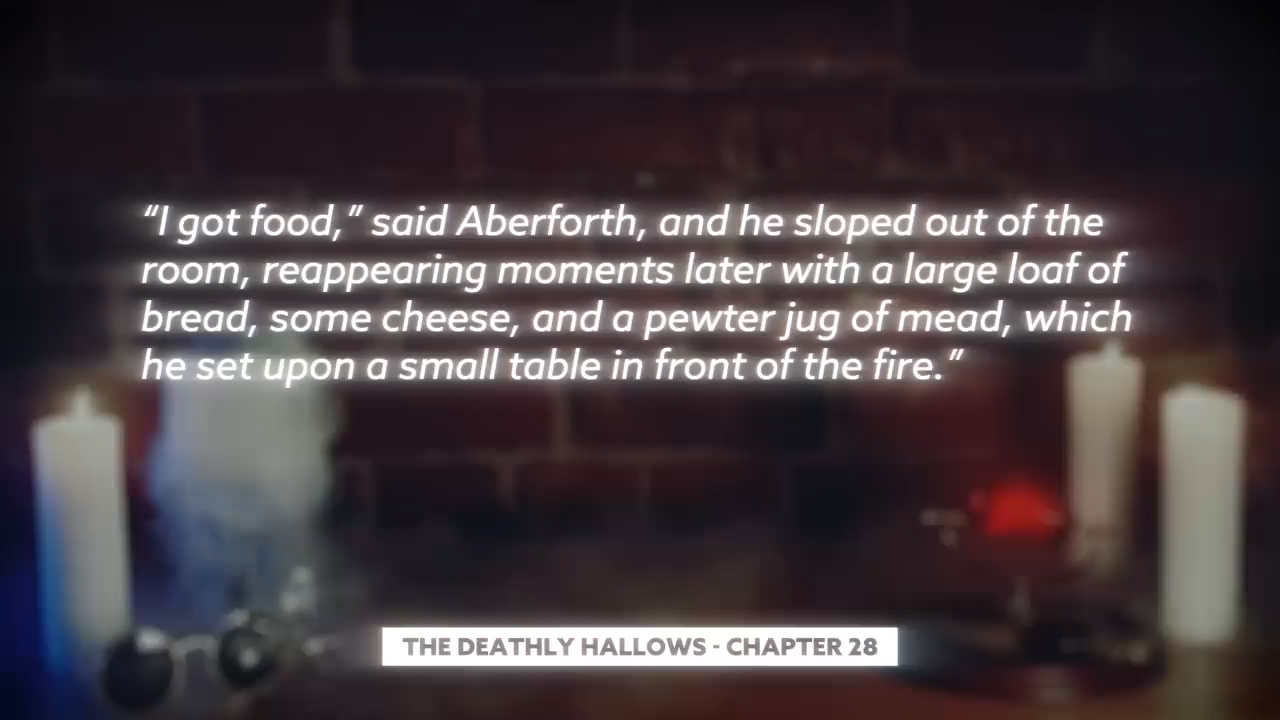 “I got food,” said Aberforth, and he sloped out of the
room, reappearing moments later with a large loaf of
bread, some cheese, and a pewter jug of mead, which
he set upon a small table in front of the fire.”
THE DEATHLY HALLOWS - CHAPTER 28